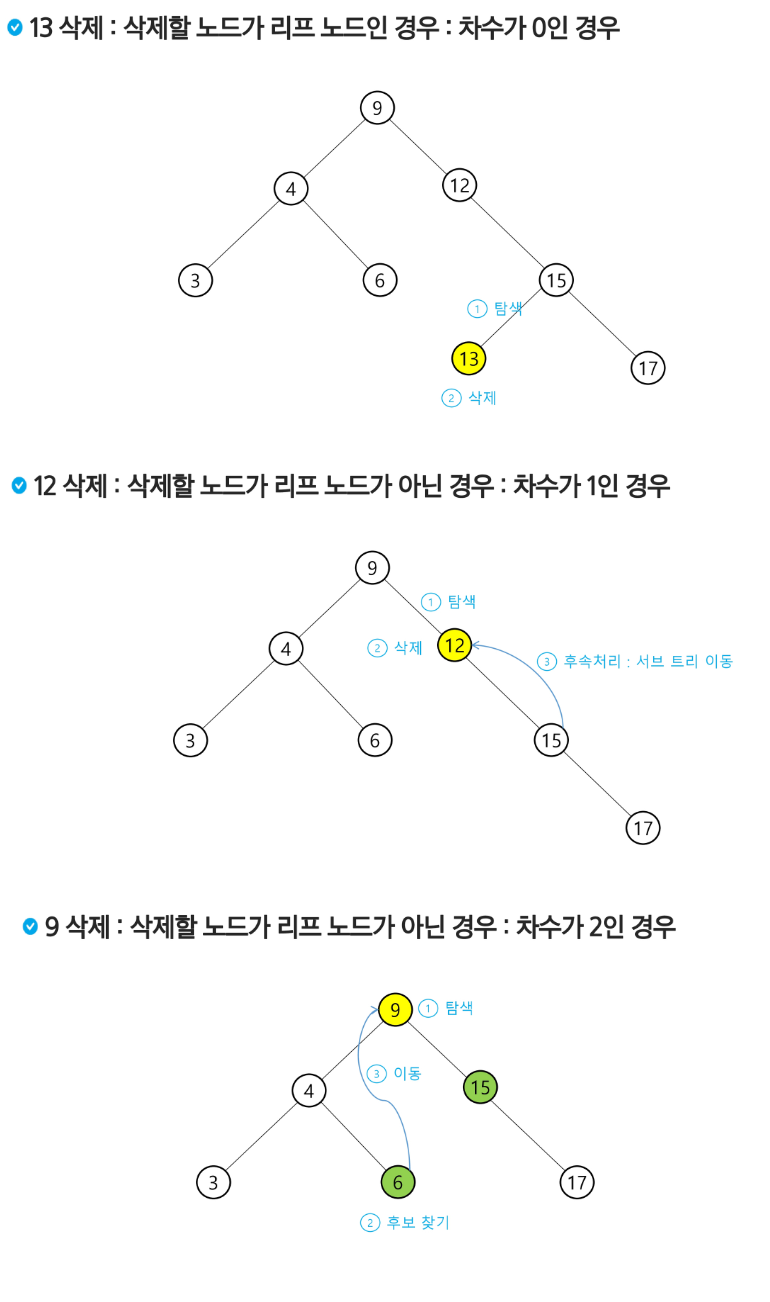 13 삭제 : 삭제할 노드가 리프 노드인 경우 : 차수가 0인 경우
9
4
12
3
6
15
① 탐색
13
17
② 삭제
12 삭제 : 삭제할 노드가 리프 노드가 아닌 경우 : 차수가 1인 경우
9
① 탐색
4
② 삭제
12
③ 후속처리 : 서브 트리 이동
3
6
15
17
9 삭제 : 삭제할 노드가 리프 노드가 아닌 경우 : 차수가 2인 경우
9
① 탐색
③ 이동
4
15
3
6
17
② 후보 찾기